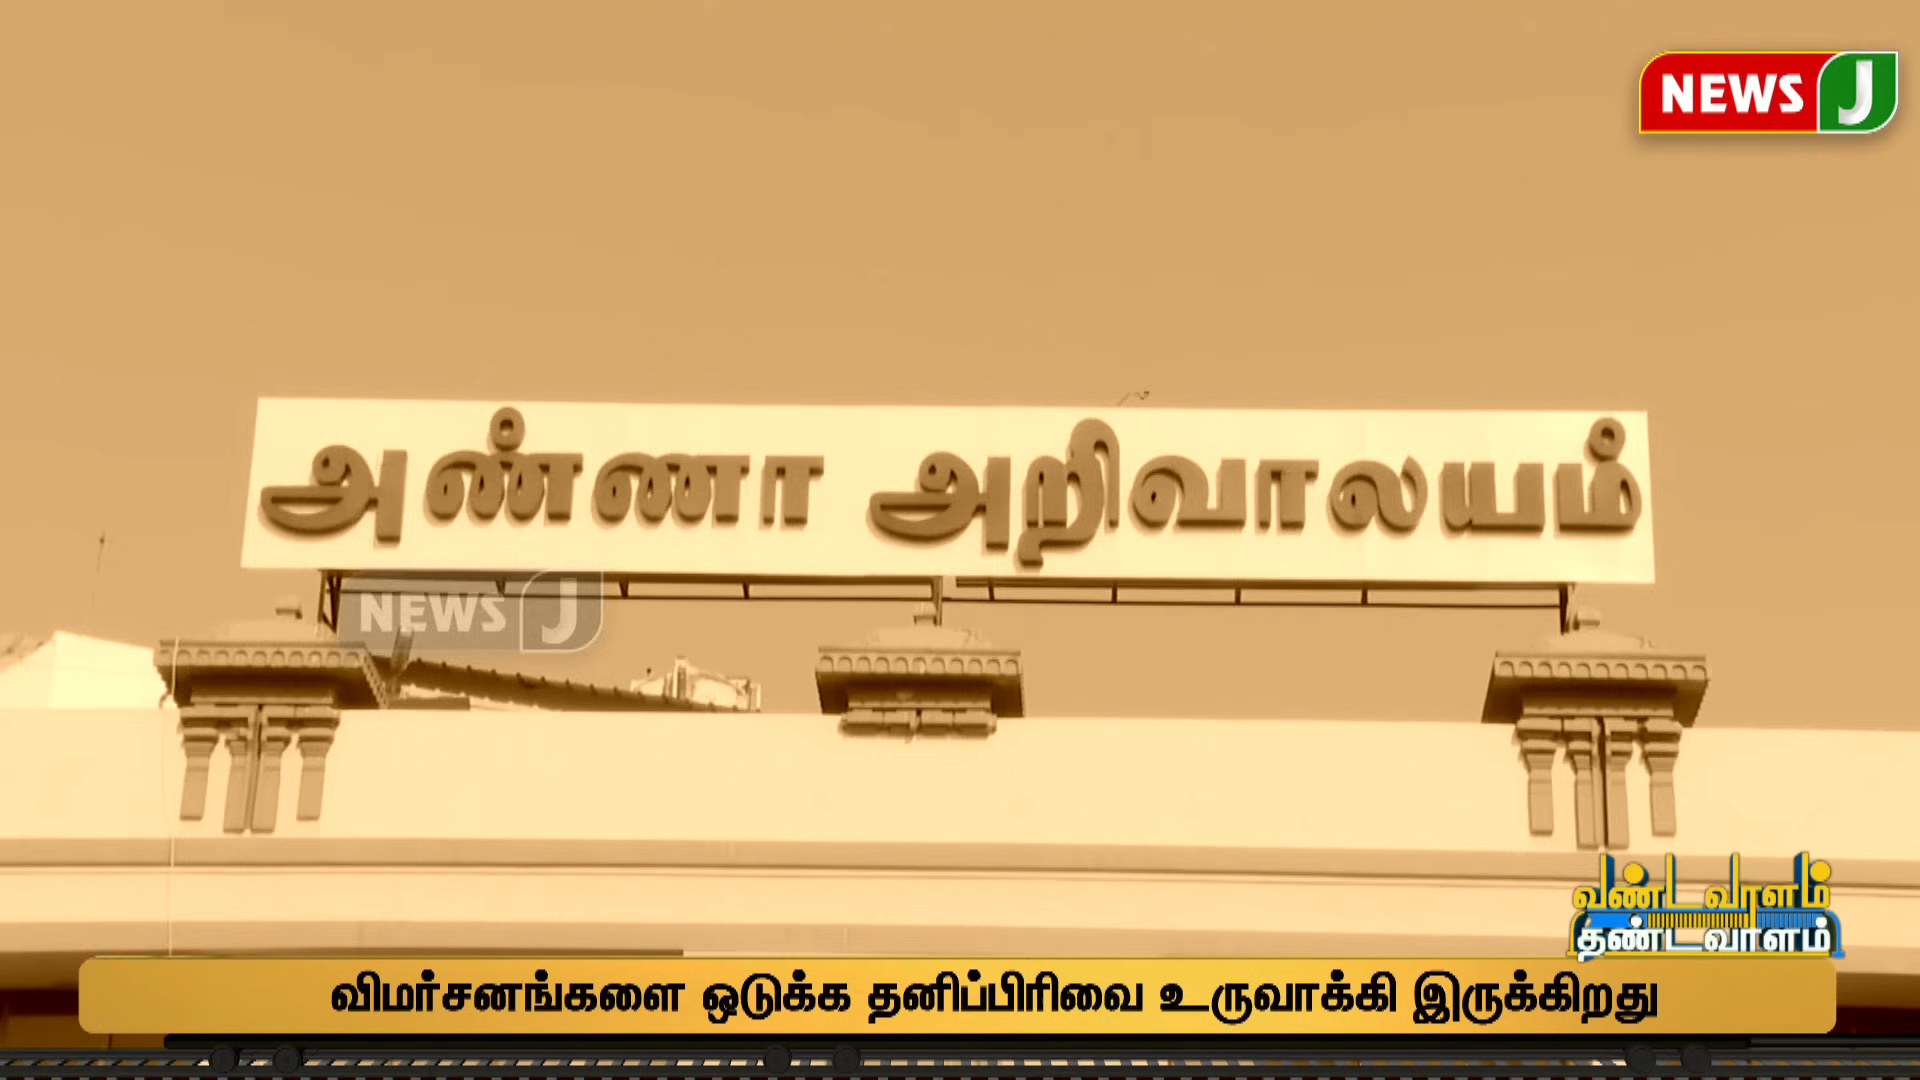 NEWS J
அண்ணா அறிவாலயம்
NEWS J
வண்டவாளம்
தண்டவாளம்
விமர்சனங்களை ஒடுக்க தனிப்பிரிவை உருவாக்கி இருக்கிறது